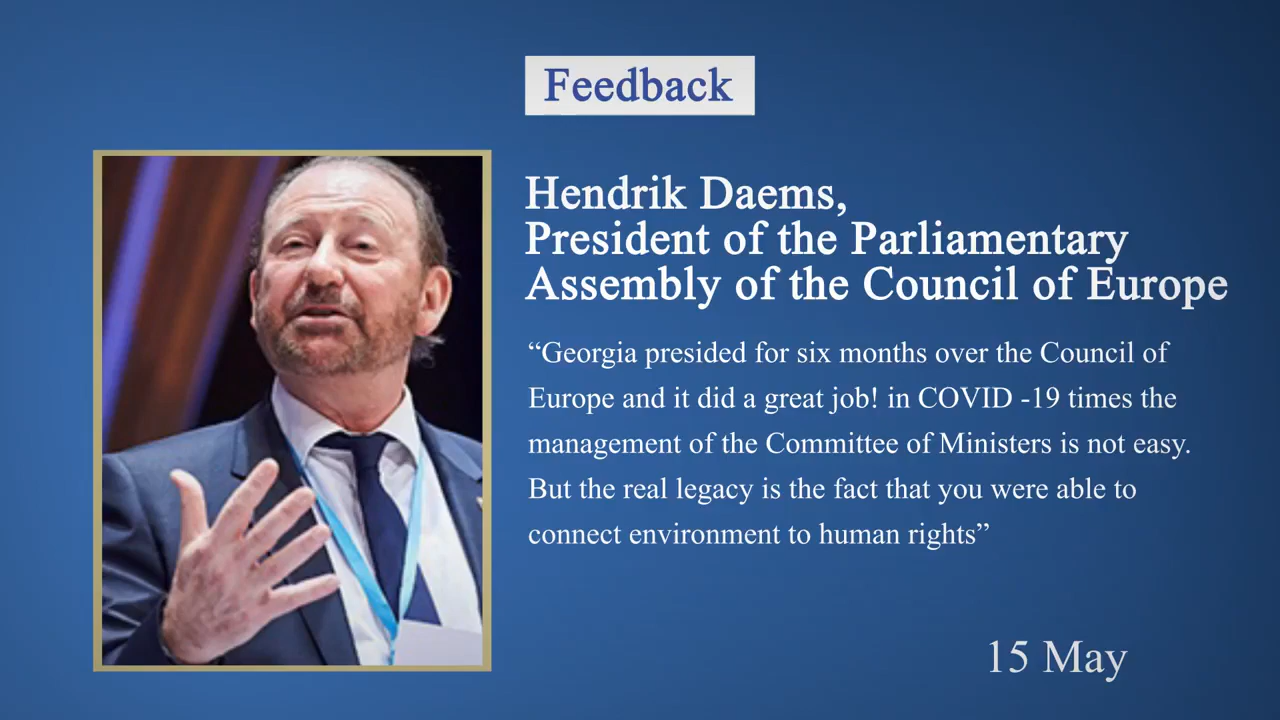 Feedback
Hendrik Daems,
President of the Parliamentary
Assembly of the Council of Europe
“Georgia presided for six months over the Council of
Europe and it did a great job! in COVID -19 times the
management of the Committee of Ministers is not easy.
But the real legacy is the fact that you were able to
connect environment to human rights”
15 May